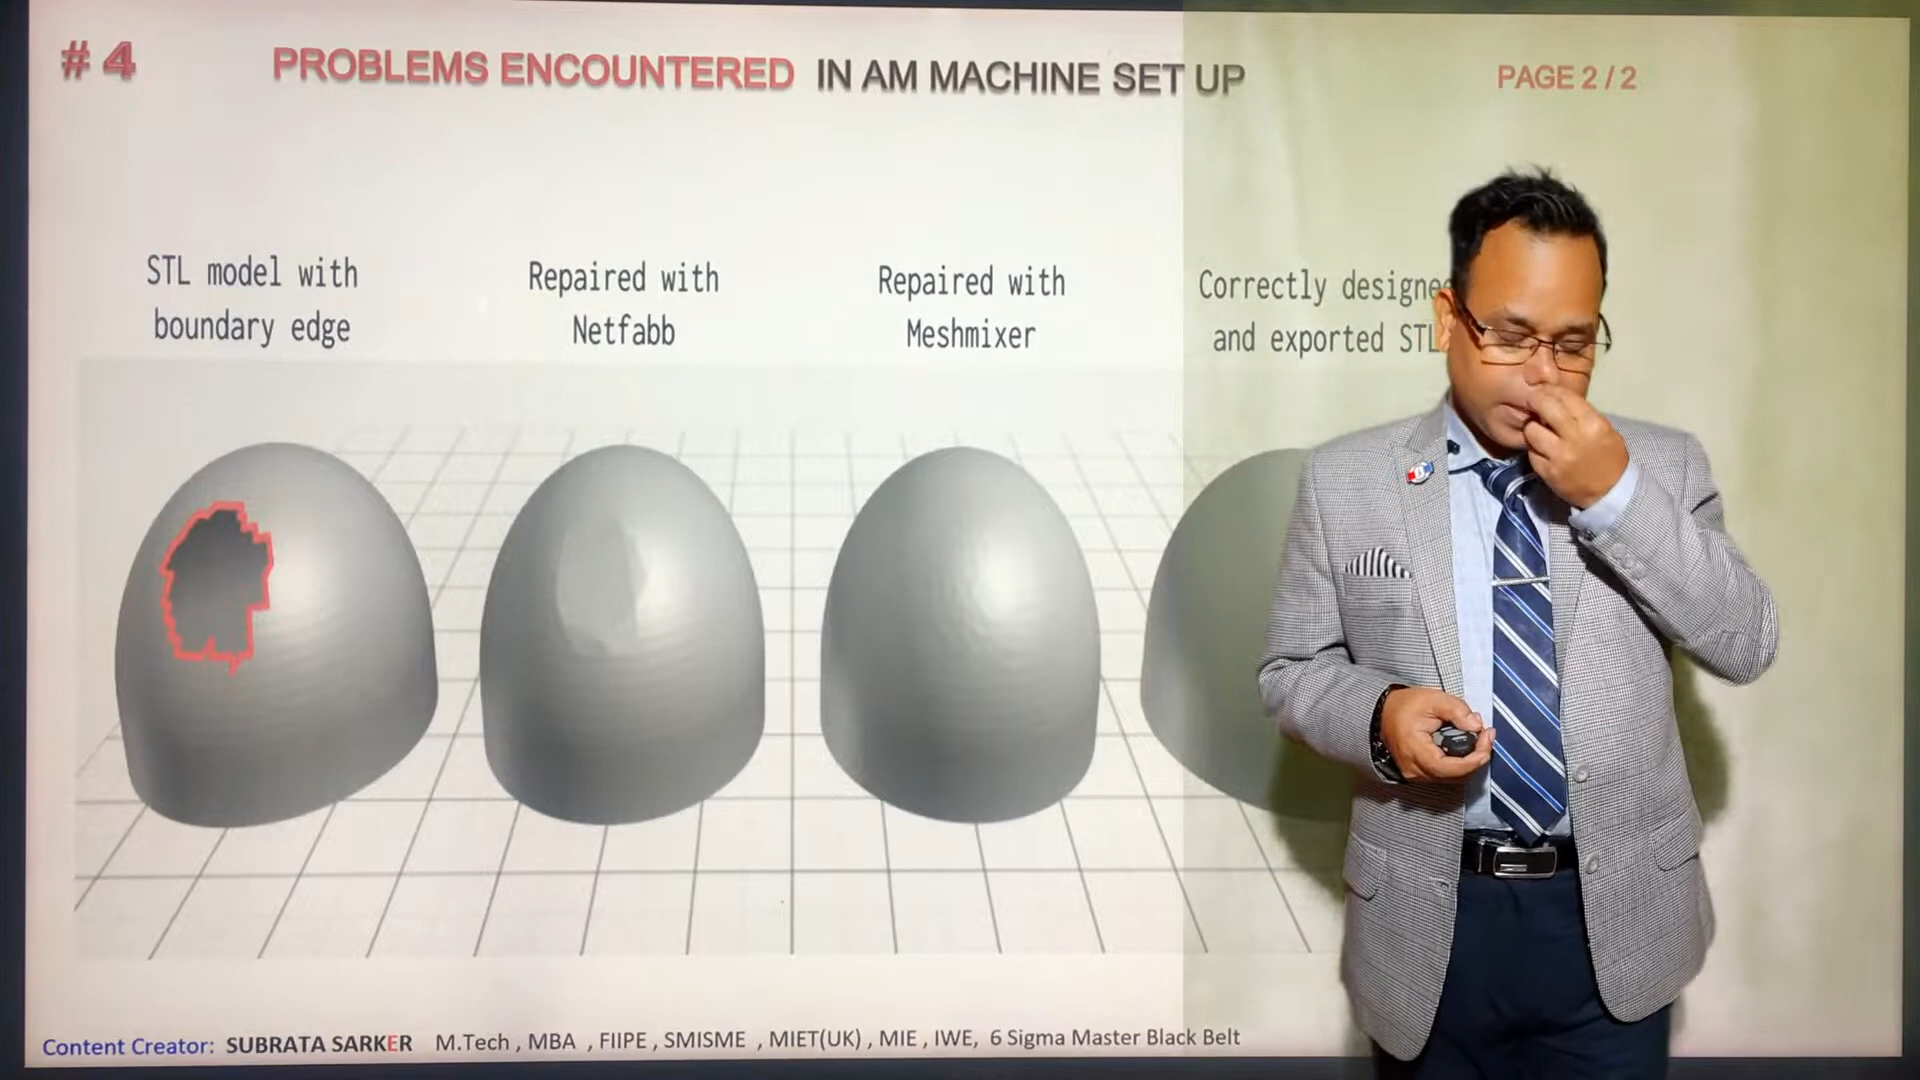 # 4 PROBLEMS ENCOUNTERED IN AM MACHINE SET UP PAGE 2 / 2
STL model with
boundary edge
Repaired with
Netfabb
Repaired with
Meshmixer
Correctly designe
and exported STL
Content Creator: SUBRATA SARKER M.Tech , MBA , FIIPE , SMISME , MIET(UK) , MIE , IWE, 6 Sigma Master Black Belt